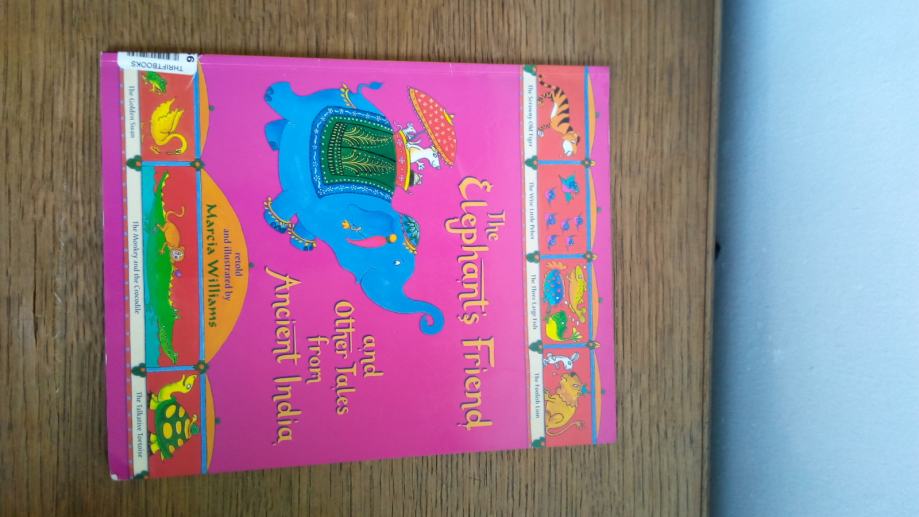 The Scrawny Old Tiger
The Wise Little Pebet
The Three Large Fish
The Foolish Lion
The
Elephant's Friend
and
Other Tales
from
Ancient India
retold
and illustrated by
Marcia Williams
The Golden Swan
The Monkey and the Crocodile
The Talkative Tortoise
THRIFTBOOKS